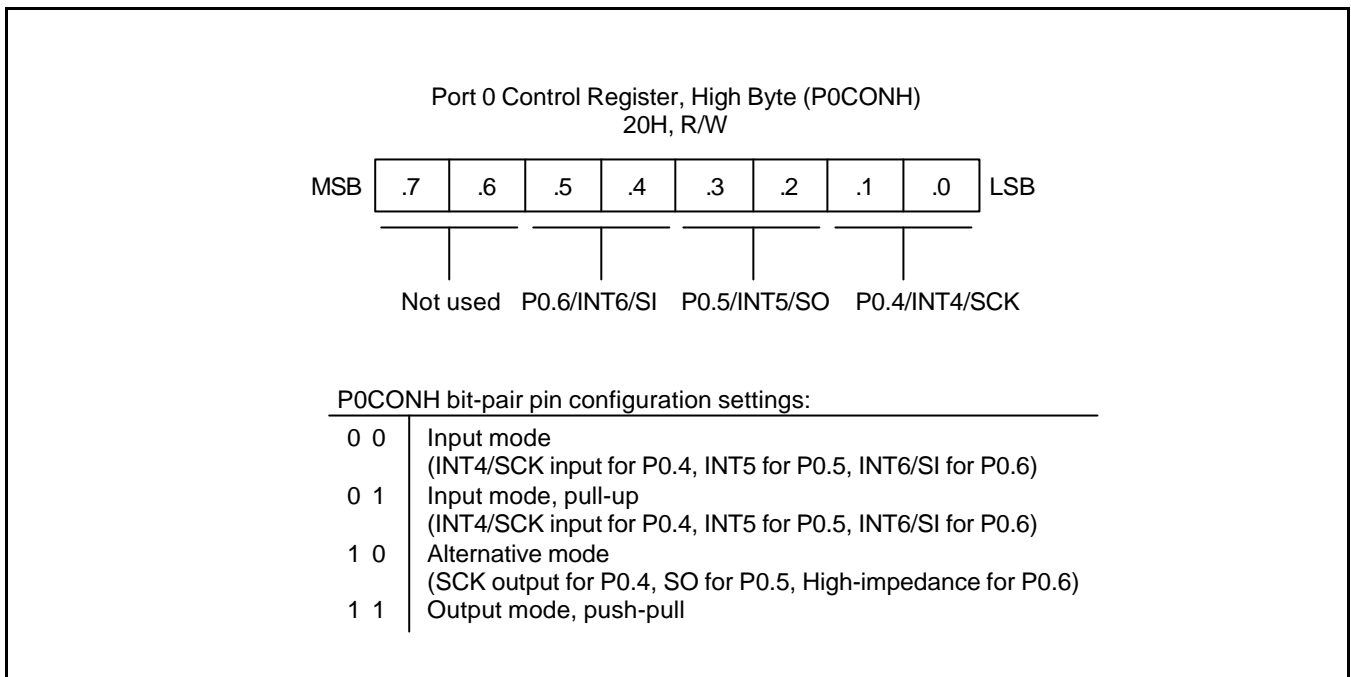 Port 0 Control Register, High Byte (P0CONH)
20H, R/W
MSB .7 .6 .5 .4 .3 .2 .1 .0 LSB
Not used P0.6/INT6/SI P0.5/INT5/SO P0.4/INT4/SCK
P0CONH bit-pair pin configuration settings:
0 0 Input mode
(INT4/SCK input for P0.4, INT5 for P0.5, INT6/SI for P0.6)
0 1 Input mode, pull-up
(INT4/SCK input for P0.4, INT5 for P0.5, INT6/SI for P0.6)
1 0 Alternative mode
(SCK output for P0.4, SO for P0.5, High-impedance for P0.6)
1 1 Output mode, push-pull